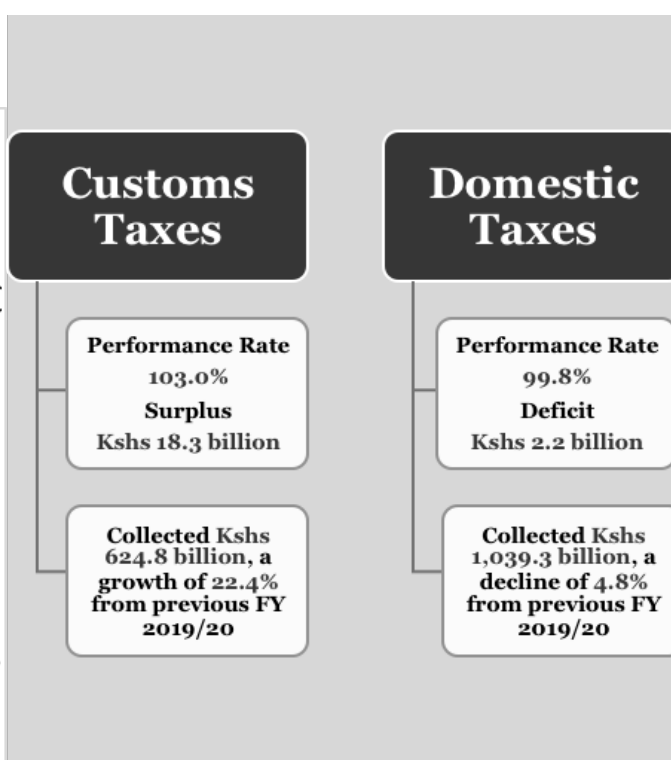 Customs
Taxes
Performance Rate
103.0%
Surplus
Kshs 18.3 billion
Collected Kshs
624.8 billion, a
growth of 22.4%
from previous FY
2019/20
Domestic
Taxes
Performance Rate
99.8%
Deficit
Kshs 2.2 billion
Collected Kshs
1,039.3 billion, a
decline of 4.8%
from previous FY
2019/20